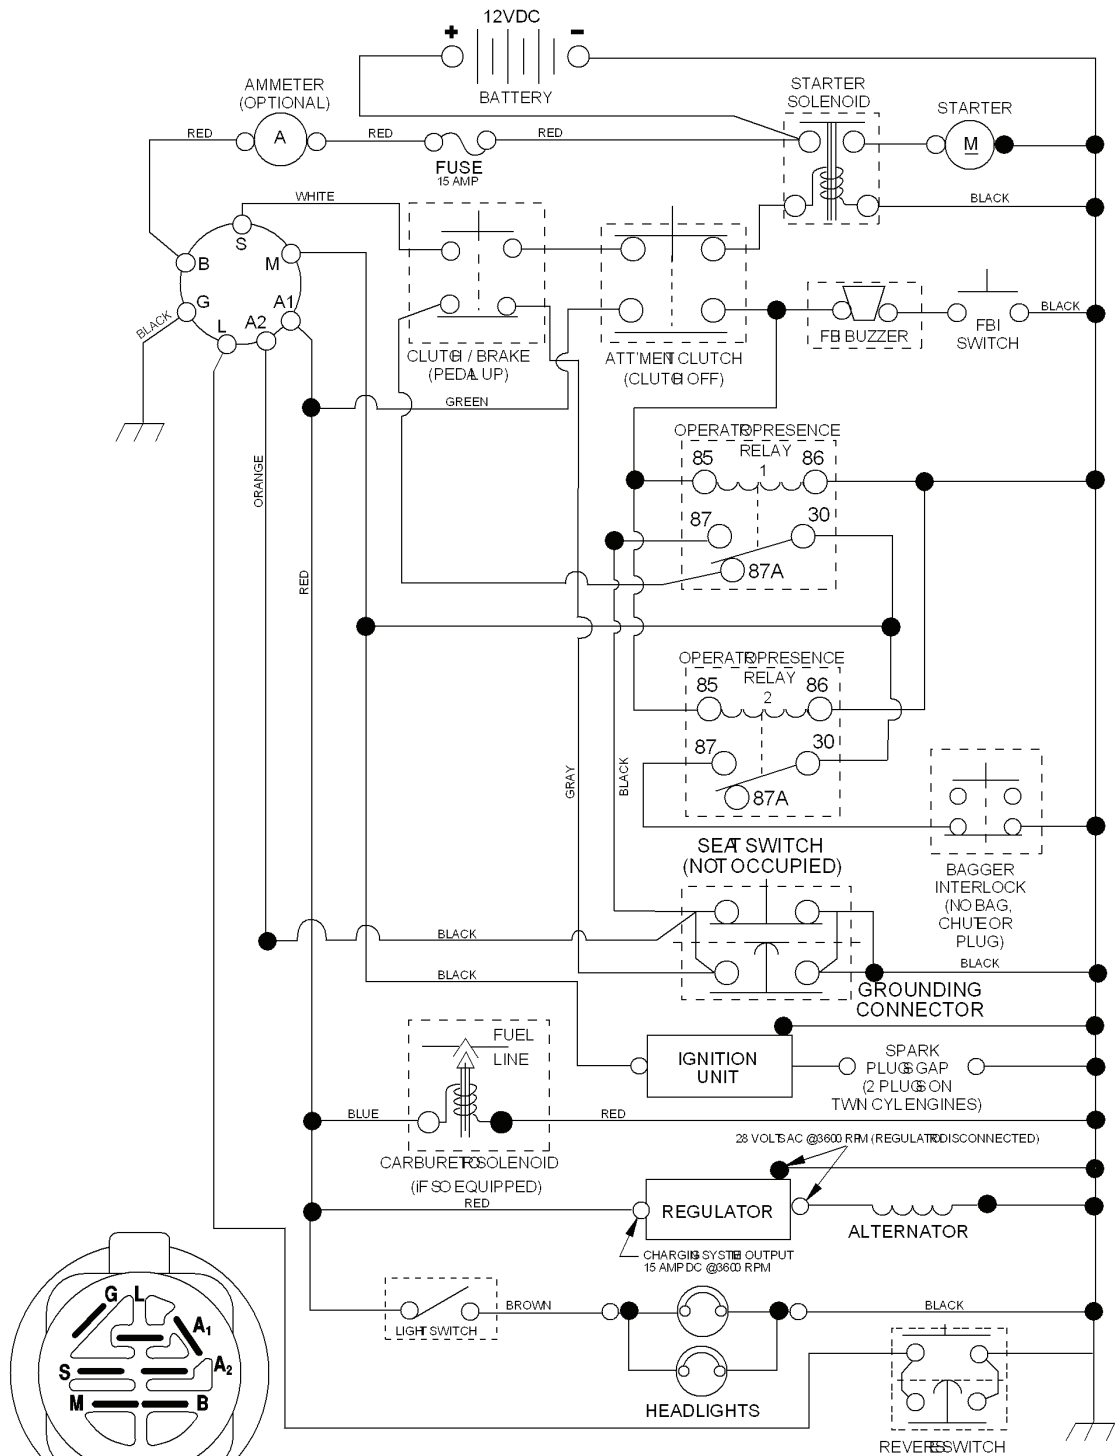 12VDC
+
-
BATTERY
AMMETER
(OPTIONAL)
A
RED
RED
RED
FUSE
15 AMP
STARTER
SOLENOID
STARTER
M
BLACK
WHITE
S
B
M
G
A1
A2
L
BLACK
CLUTCH / BRAKE
(PEDAL UP)
ATT'MENT CLUTCH
(CLUTCH OFF)
FBI BUZZER
FBI
SWITCH
BLACK
GREEN
ORANGE
RED
OPERATOR PRESENCE
RELAY
1
85
86
87
30
87A
OPERATOR PRESENCE
RELAY
2
85
86
87
30
87A
GRAY
BLACK
SEAT SWITCH
(NOT OCCUPIED)
BAGGER
INTERLOCK
(NO BAG,
CHUTE OR
PLUG)
BLACK
BLACK
BLACK
GROUNDING
CONNECTOR
FUEL
LINE
IGNITION
UNIT
SPARK
PLUGS GAP
(2 PLUGS ON
TWIN CYL ENGINES)
BLUE
RED
CARBURETOR SOLENOID
(IF SO EQUIPPED)
28 VOLTS AC @3600 RPM (REGULATOR DISCONNECTED)
RED
REGULATOR
ALTERNATOR
CHARGING SYSTEM OUTPUT
15 AMP DC @3600 RPM
BROWN
LIGHT SWITCH
BLACK
HEADLIGHTS
REVERSE SWITCH
G
L
A1
A2
S
M
B